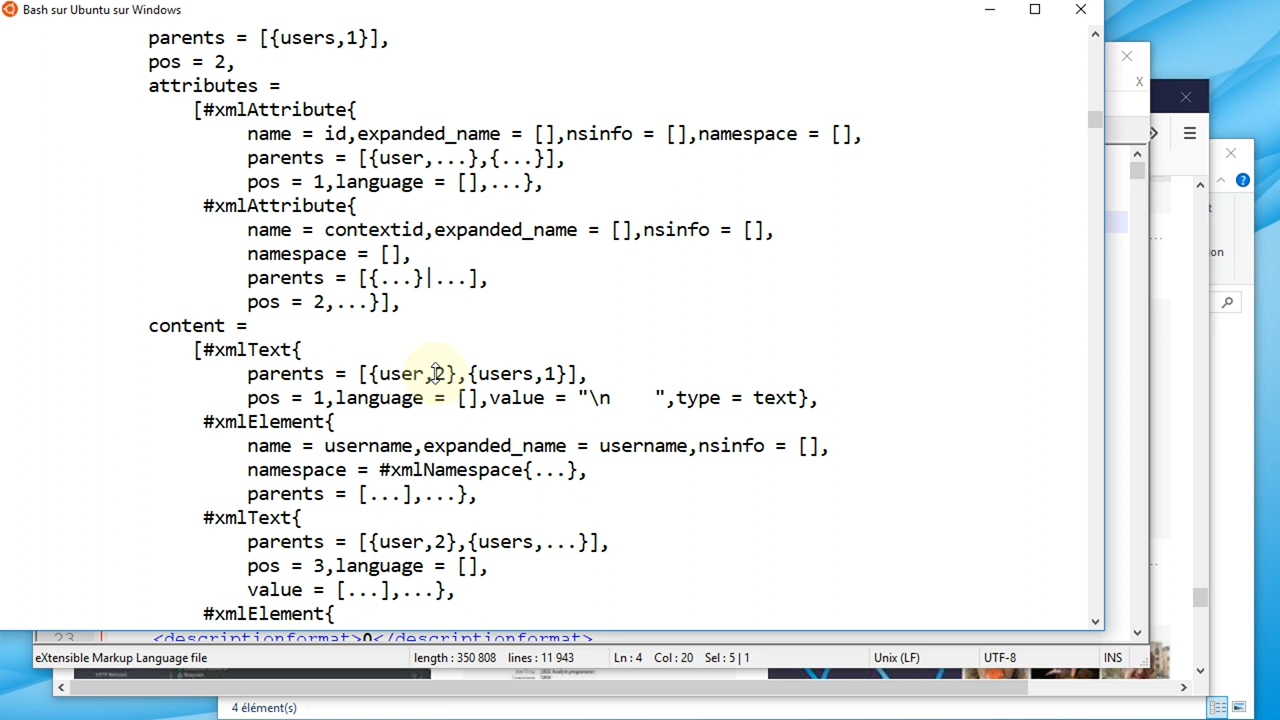 Bash sur Ubuntu sur Windows
parents = [{users,1}],
pos = 2,
attributes =
[#xmlAttribute{
name = id,expanded_name = [],nsinfo = [],namespace = [],
parents = [{user,...},{...}],
pos = 1,language = [],...},
#xmlAttribute{
name = contextid,expanded_name = [],nsinfo = [],
namespace = [],
parents = [{...}|...],
pos = 2,...}],
content =
[#xmlText{
parents = [{user,2},{users,1}],
pos = 1,language = [],value = "\n    ",type = text},
#xmlElement{
name = username,expanded_name = username,nsinfo = [],
namespace = #xmlNamespace{...},
parents = [...],...},
#xmlText{
parents = [{user,2},{users,...}],
pos = 3,language = [],
value = [...],...},
#xmlElement{
23 <descriptionformat>0</descriptionformat>
eXtensible Markup Language file length : 350 808 lines : 11 943 Ln : 4 Col : 20 Sel : 5 | 1 Unix (LF) UTF-8 INS
4 élément(s)